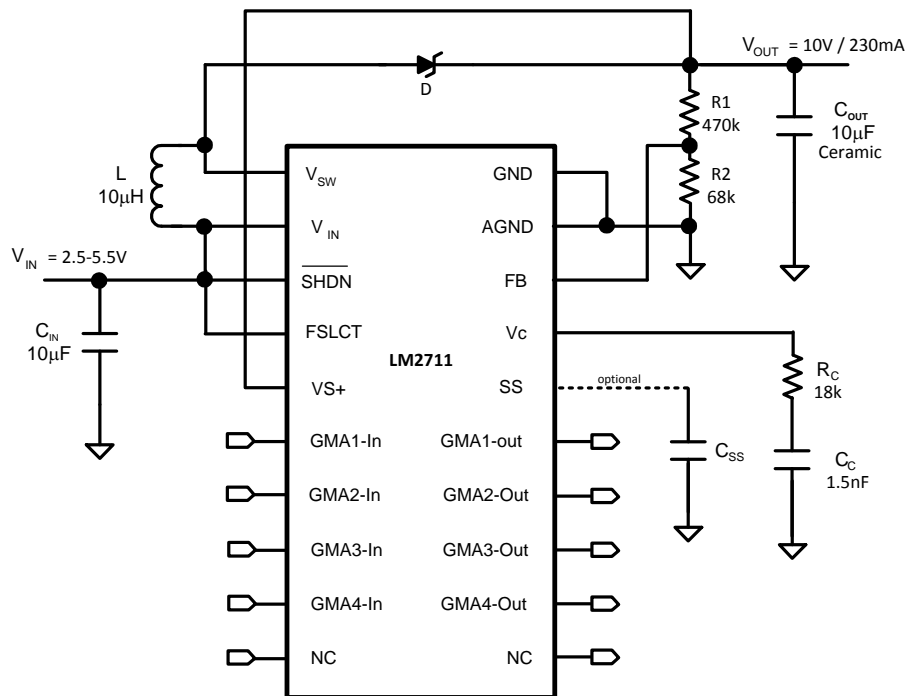 V_OUT = 10V / 230mA
D
R1
470k
C_OUT
10μF
Ceramic
L
10μH
V_SW
GND
R2
68k
V_IN
AGND
V_IN = 2.5-5.5V
SHDN
FB
C_IN
10μF
FSLCT
Vc
LM2711
VS+
SS
optional
R_C
18k
GMA1-In
GMA1-out
C_SS
C_C
1.5nF
GMA2-In
GMA2-Out
GMA3-In
GMA3-Out
GMA4-In
GMA4-Out
NC
NC